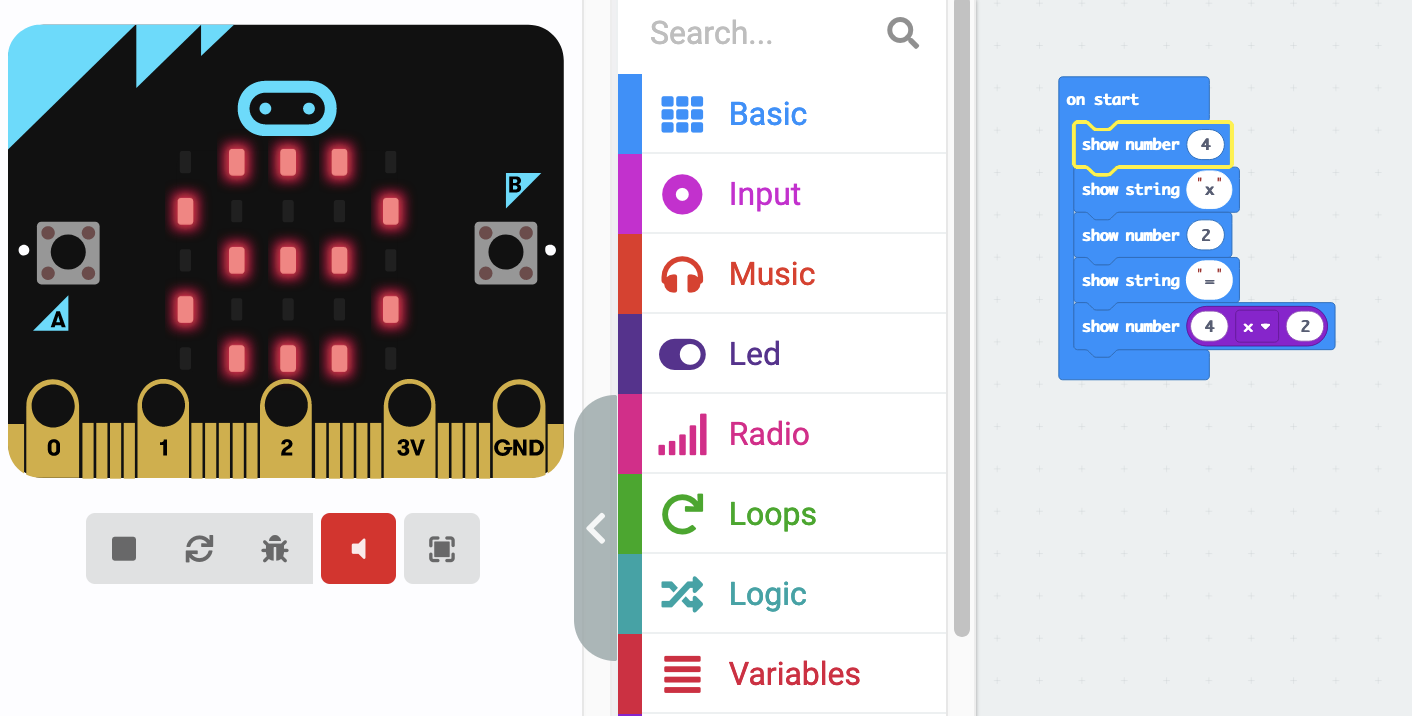 B
A
0 1 2 3V GND
Search...
Basic
Input
Music
Led
Radio
Loops
Logic
Variables
on start
show number 4
show string "x"
show number 2
show string "="
show number 4 x 2